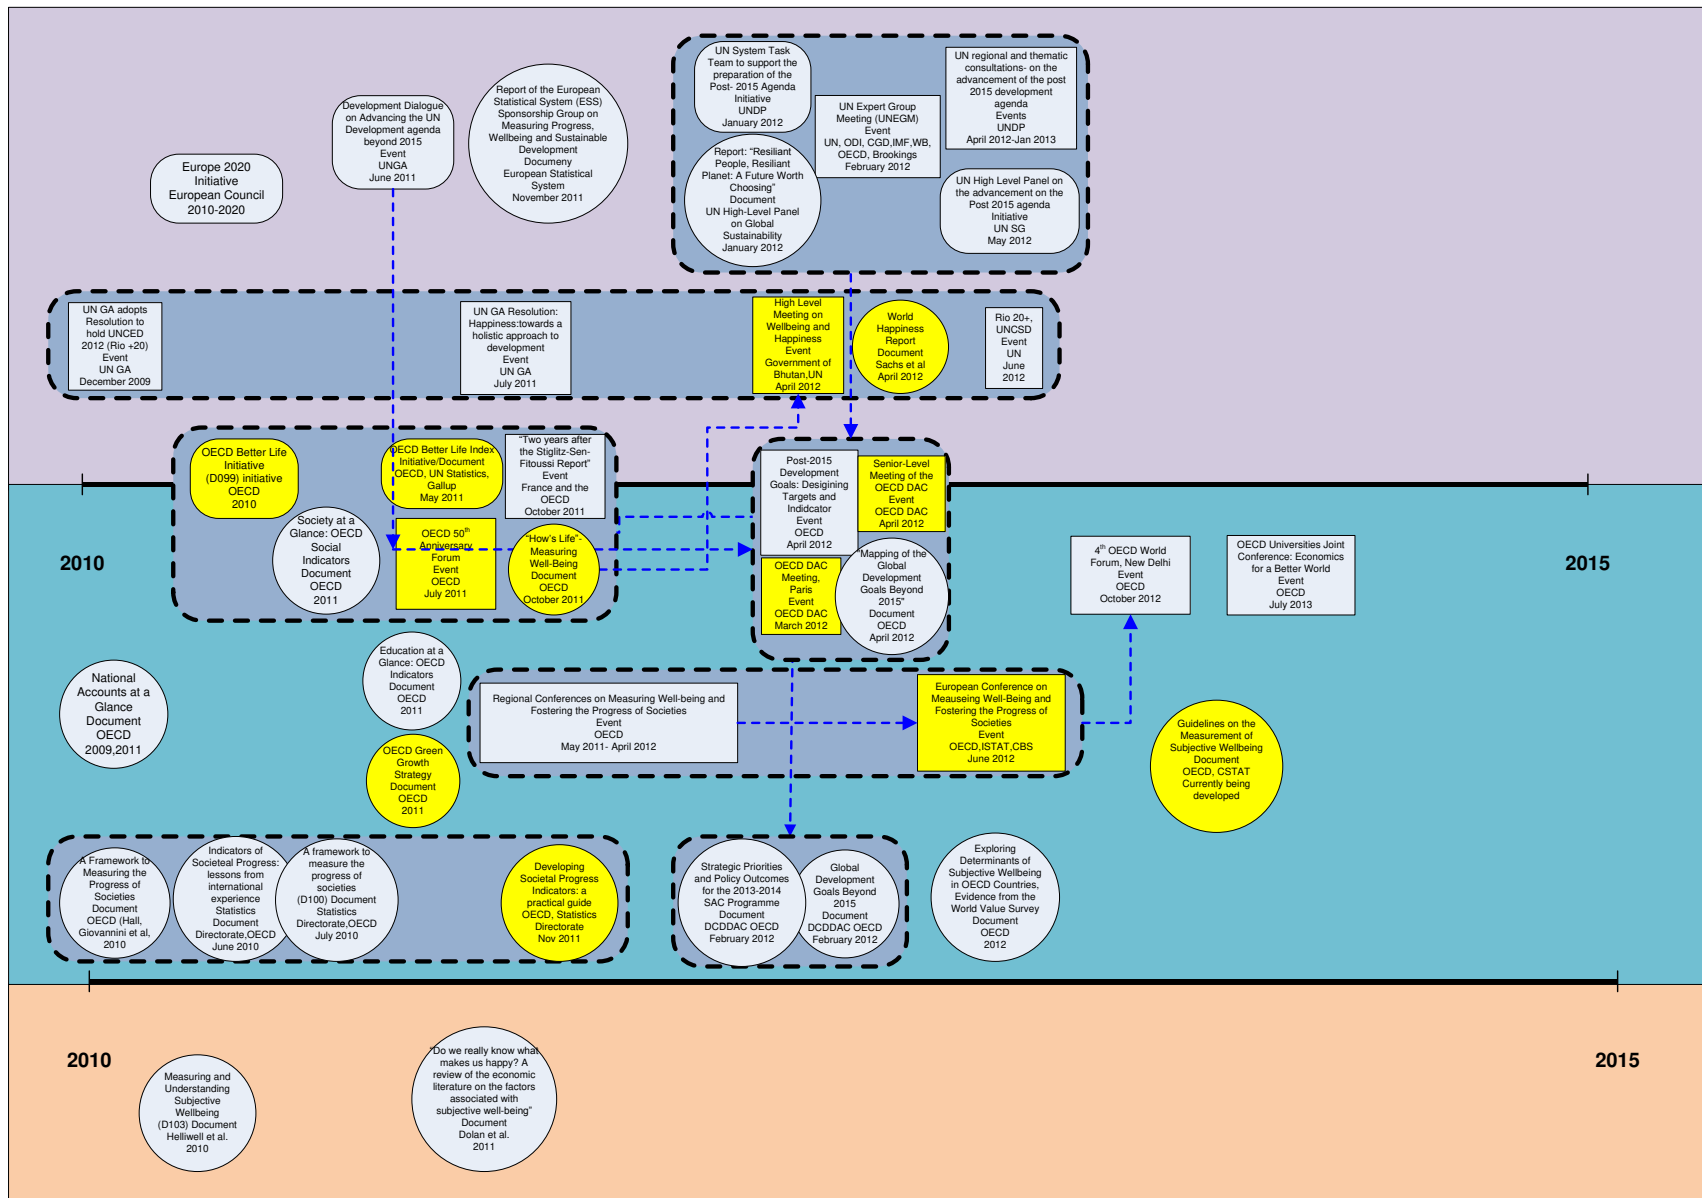 UN System Task
Team to support the
preparation of the
Post- 2015 Agenda
Initiative
UNDP
January 2012
UN regional and thematic
consultations- on the
advancement of the post
2015 development
agenda
Events
UNDP
April 2012-Jan 2013
UN Expert Group
Meeting (UNEGM)
Event
UN, ODI, CGD,IMF,WB,
OECD, Brookings
February 2012
Report: “Resiliant
People, Resiliant
Planet: A Future Worth
Choosing”
Document
UN High-Level Panel
on Global
Sustainability
January 2012
UN High Level Panel on
the advancement on the
Post 2015 agenda
Initiative
UN SG
May 2012
Report of the European
Statistical System (ESS)
Sponsorship Group on
Measuring Progress,
Wellbeing and Sustainable
Development
Documeny
European Statistical
System
November 2011
Development Dialogue
on Advancing the UN
Development agenda
beyond 2015
Event
UNGA
June 2011
Europe 2020
Initiative
European Council
2010-2020
UN GA adopts
Resolution to
hold UNCED
2012 (Rio +20)
Event
UN GA
December 2009
UN GA Resolution:
Happiness:towards a
holistic approach to
development
Event
UN GA
July 2011
High Level
Meeting on
Wellbeing and
Happiness
Event
Government of
Bhutan,UN
April 2012
World
Happiness
Report
Document
Sachs et al
April 2012
Rio 20+,
UNCSD
Event
UN
June
2012
OECD Better Life
Initiative
(D099) initiative
OECD
2010
OECD Better Life Index
Initiative/Document
OECD, UN Statistics,
Gallup
May 2011
“Two years after
the Stiglitz-Sen-
Fitoussi Report”
Event
France and the
OECD
October 2011
Society at a
Glance: OECD
Social
Indicators
Document
OECD
2011
OECD 50th
Anniversary
Forum
Event
OECD
July 2011
“How’s Life”-
Measuring
Well-Being
Document
OECD
October 2011
Post-2015
Development
Goals: Desigining
Targets and
Indidcator
Event
OECD
April 2012
Senior-Level
Meeting of the
OECD DAC
Event
OECD DAC
April 2012
OECD DAC
Meeting,
Paris
Event
OECD DAC
March 2012
“Mapping of the
Global
Development
Goals Beyond
2015"
Document
OECD
April 2012
2010
4th OECD World
Forum, New Delhi
Event
OECD
October 2012
OECD Universities Joint
Conference: Economics
for a Better World
Event
OECD
July 2013
2015
National
Accounts at a
Glance
Document
OECD
2009,2011
Education at a
Glance: OECD
Indicators
Document
OECD
2011
OECD Green
Growth
Strategy
Document
OECD
2011
Regional Conferences on Measuring Well-being and
Fostering the Progress of Societies
Event
OECD
May 2011- April 2012
European Conference on
Meauseing Well-Being and
Fostering the Progress of
Societies
Event
OECD,ISTAT,CBS
June 2012
Guidelines on the
Measurement of
Subjective Wellbeing
Document
OECD, CSTAT
Currently being
developed
A Framework to
Measuring the
Progress of
Societies
Document
OECD (Hall,
Giovannini et al,
2010
Indicators of
Societeal Progress:
lessons from
international
experience
Statistics
Document
Directorate,OECD
June 2010
A framework to
measure the
progress of
societies
(D100) Document
Statistics
Directorate,OECD
July 2010
Developing
Societal Progress
Indicators: a
practical guide
OECD, Statistics
Directorate
Nov 2011
Strategic Priorities
and Policy Outcomes
for the 2013-2014
SAC Programme
Document
DCDDAC OECD
February 2012
Global
Development
Goals Beyond
2015
Document
DCDDAC OECD
February 2012
Exploring
Determinants of
Subjective Wellbeing
in OECD Countries,
Evidence from the
World Value Survey
Document
OECD
2012
2010
2015
Measuring and
Understanding
Subjective
Wellbeing
(D103) Document
Helliwell et al.
2010
“Do we really know what
makes us happy? A
review of the economic
literature on the factors
associated with
subjective well-being”
Document
Dolan et al.
2011